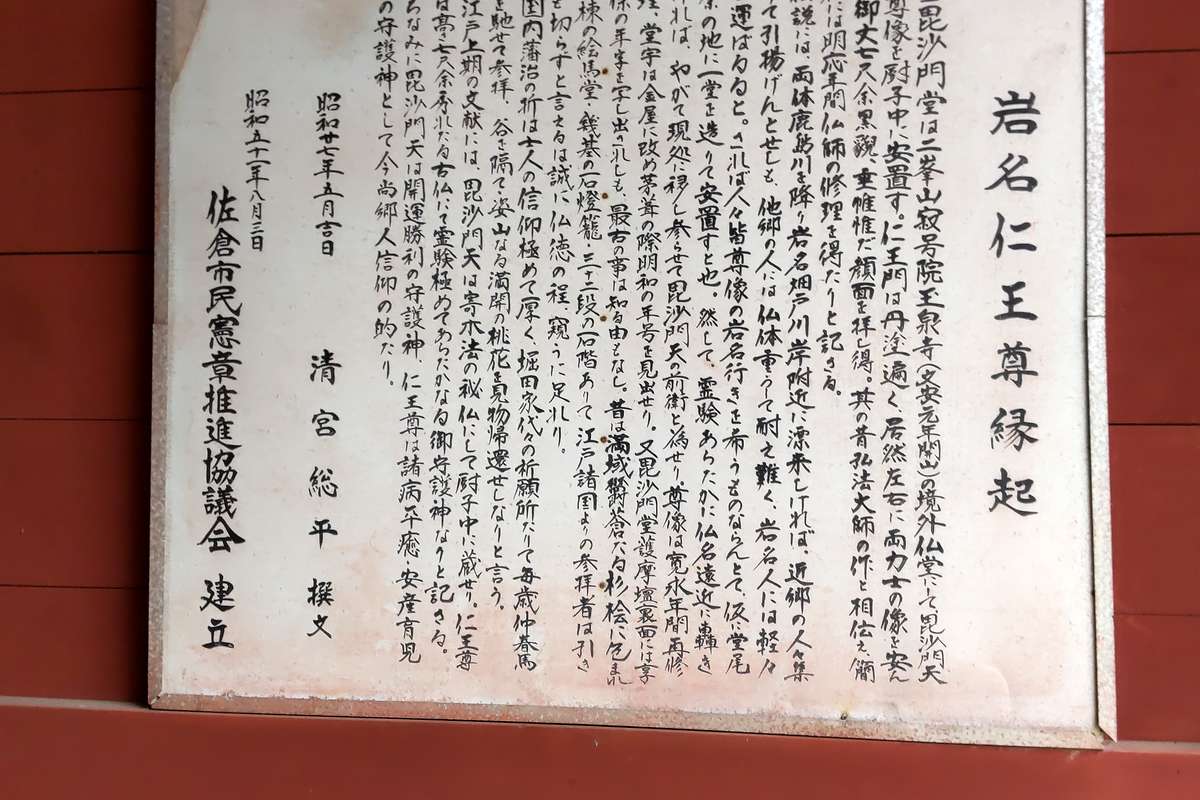 岩名仁王尊縁起
毘沙門堂は二峯山寂号院玉泉寺(文安元年開山)の境外仏堂にて毘沙門天
尊像を厨子中に安置す。仁王門は丹塗遍く、居然左右に両力士の像を安ん
御丈七尺余黒観、垂帷惟だ顔面を拝し得。其の昔弘法大師の作と相伝え、簡
には明応年間仏師の修理を得たりと記さる。
説には、両体鹿島川を降り岩名畑戸川岸附近に漂来しければ、近郷の人々集
て引揚げんとせしも、他郷の人には仏体重うして耐え難く、岩名人には軽々
運ばるると。されば人々皆尊像の岩名行きを希うものならんとて、仮に堂尾
の地に一堂を造りて安置すと也。然して、霊験あらたかに仏名遠近に轟き
れば、やがて現処に移し参らせて毘沙門天の前衛と為せり。尊像は寛永年間再修
、堂宇は金屋に改め茅葺の際明和の年号を見出せり。又毘沙門堂護摩壇裏面には享
保の年字を写し出されしも、最古の事は知る由もなし。昔は満域欝蒼たる杉桧に包まれ
棟の絵馬堂・幾基の石燈籠、三十二段の石階ありて江戸諸国よりの参拝者は引き
も切らずと言えるは誠に仏徳の程、窺うに足れり。
国内藩治の折は士人の信仰極めて厚く、堀田家代々の祈願所たりて毎歳仲春馬
を馳せて参拝、谷を隔て姿山なる満開の桃花を見物帰還せしなりと言う。
江戸上期の文献には、毘沙門天は寄木法の秘仏にして厨子中に蔵せり。仁王尊
は高さ七尺余秀れたる古仏にて霊験極めてあらたかなる御守護神なりと記さる。
ちなみに毘沙門天は開運勝利の守護神、仁王尊は諸病平癒・安産育児
の守護神として今尚郷人信仰の的たり。
昭和廿七年五月吉日　清宮総平 撰文
昭和五十一年八月三日
佐倉市民憲章推進協議会 建立